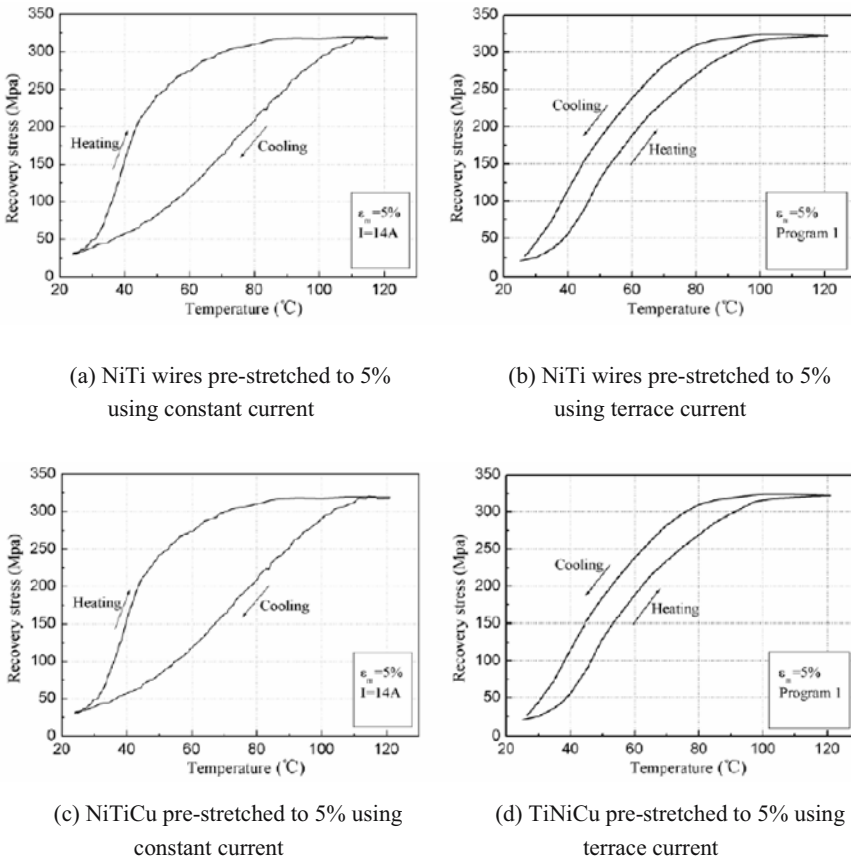 350
300
250
200
150
100
50
0
20 40 60 80 100 120
Recovery stress (Mpa)
Temperature (℃)
Heating
Cooling
ε_m=5%
I=14A
350
300
250
200
150
100
50
0
20 40 60 80 100 120
Recovery stress (Mpa)
Temperature (℃)
Cooling
Heating
ε_m=5%
Program 1
(a) NiTi wires pre-stretched to 5%
using constant current
(b) NiTi wires pre-stretched to 5%
using terrace current
350
300
250
200
150
100
50
0
20 40 60 80 100 120
Recovery stress (Mpa)
Temperature (℃)
Heating
Cooling
ε_m=5%
I=14A
350
300
250
200
150
100
50
0
20 40 60 80 100 120
Recovery stress (Mpa)
Temperature (℃)
Cooling
Heating
ε_m=5%
Program 1
(c) NiTiCu pre-stretched to 5% using
constant current
(d) TiNiCu pre-stretched to 5% using
terrace current